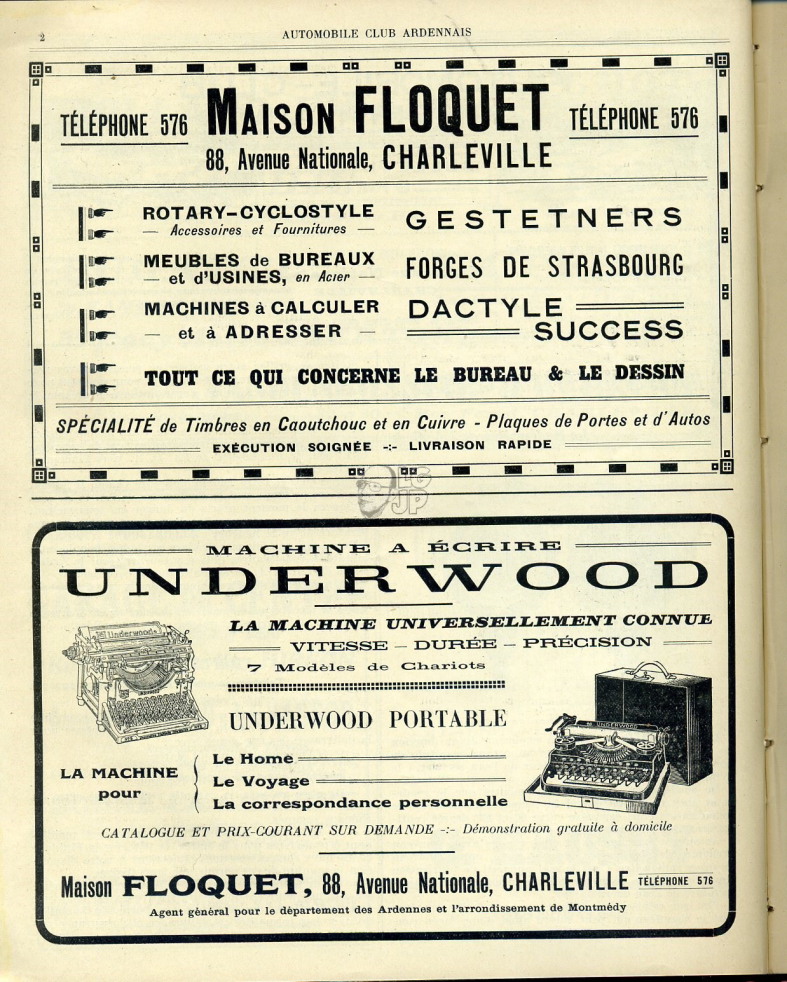 2
AUTOMOBILE CLUB ARDENNAIS
TÉLÉPHONE 576
MAISON FLOQUET
TÉLÉPHONE 576
88, Avenue Nationale, CHARLEVILLE
ROTARY-CYCLOSTYLE
— Accessoires et Fournitures —
GESTETNERS
MEUBLES de BUREAUX
— et d'USINES, en Acier —
FORGES DE STRASBOURG
MACHINES à CALCULER
— et à ADRESSER —
DACTYLE
SUCCESS
TOUT CE QUI CONCERNE LE BUREAU & LE DESSIN
SPÉCIALITÉ de Timbres en Caoutchouc et en Cuivre - Plaques de Portes et d'Autos
EXÉCUTION SOIGNÉE -:- LIVRAISON RAPIDE
LG
JP
MACHINE A ÉCRIRE
UNDERWOOD
LA MACHINE UNIVERSELLEMENT CONNUE
VITESSE — DURÉE — PRÉCISION
7 Modèles de Chariots
Underwood
UNDERWOOD PORTABLE
UNDERWOOD
LA MACHINE
pour
Le Home
Le Voyage
La correspondance personnelle
CATALOGUE ET PRIX-COURANT SUR DEMANDE -:- Démonstration gratuite à domicile
Maison FLOQUET, 88, Avenue Nationale, CHARLEVILLE TÉLÉPHONE 576
Agent général pour le département des Ardennes et l'arrondissement de Montmédy